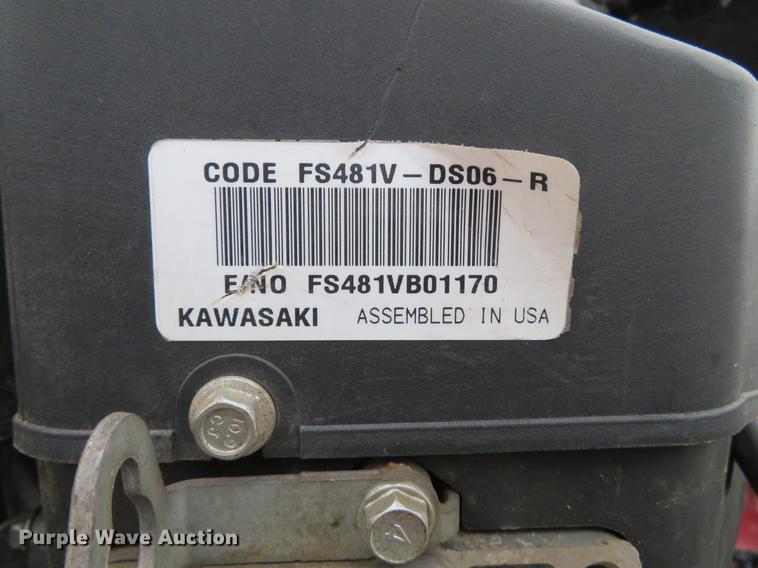 CODE FS481V-DS06-R
E/NO FS481VB01170
KAWASAKI ASSEMBLED IN USA
Purple Wave Auction